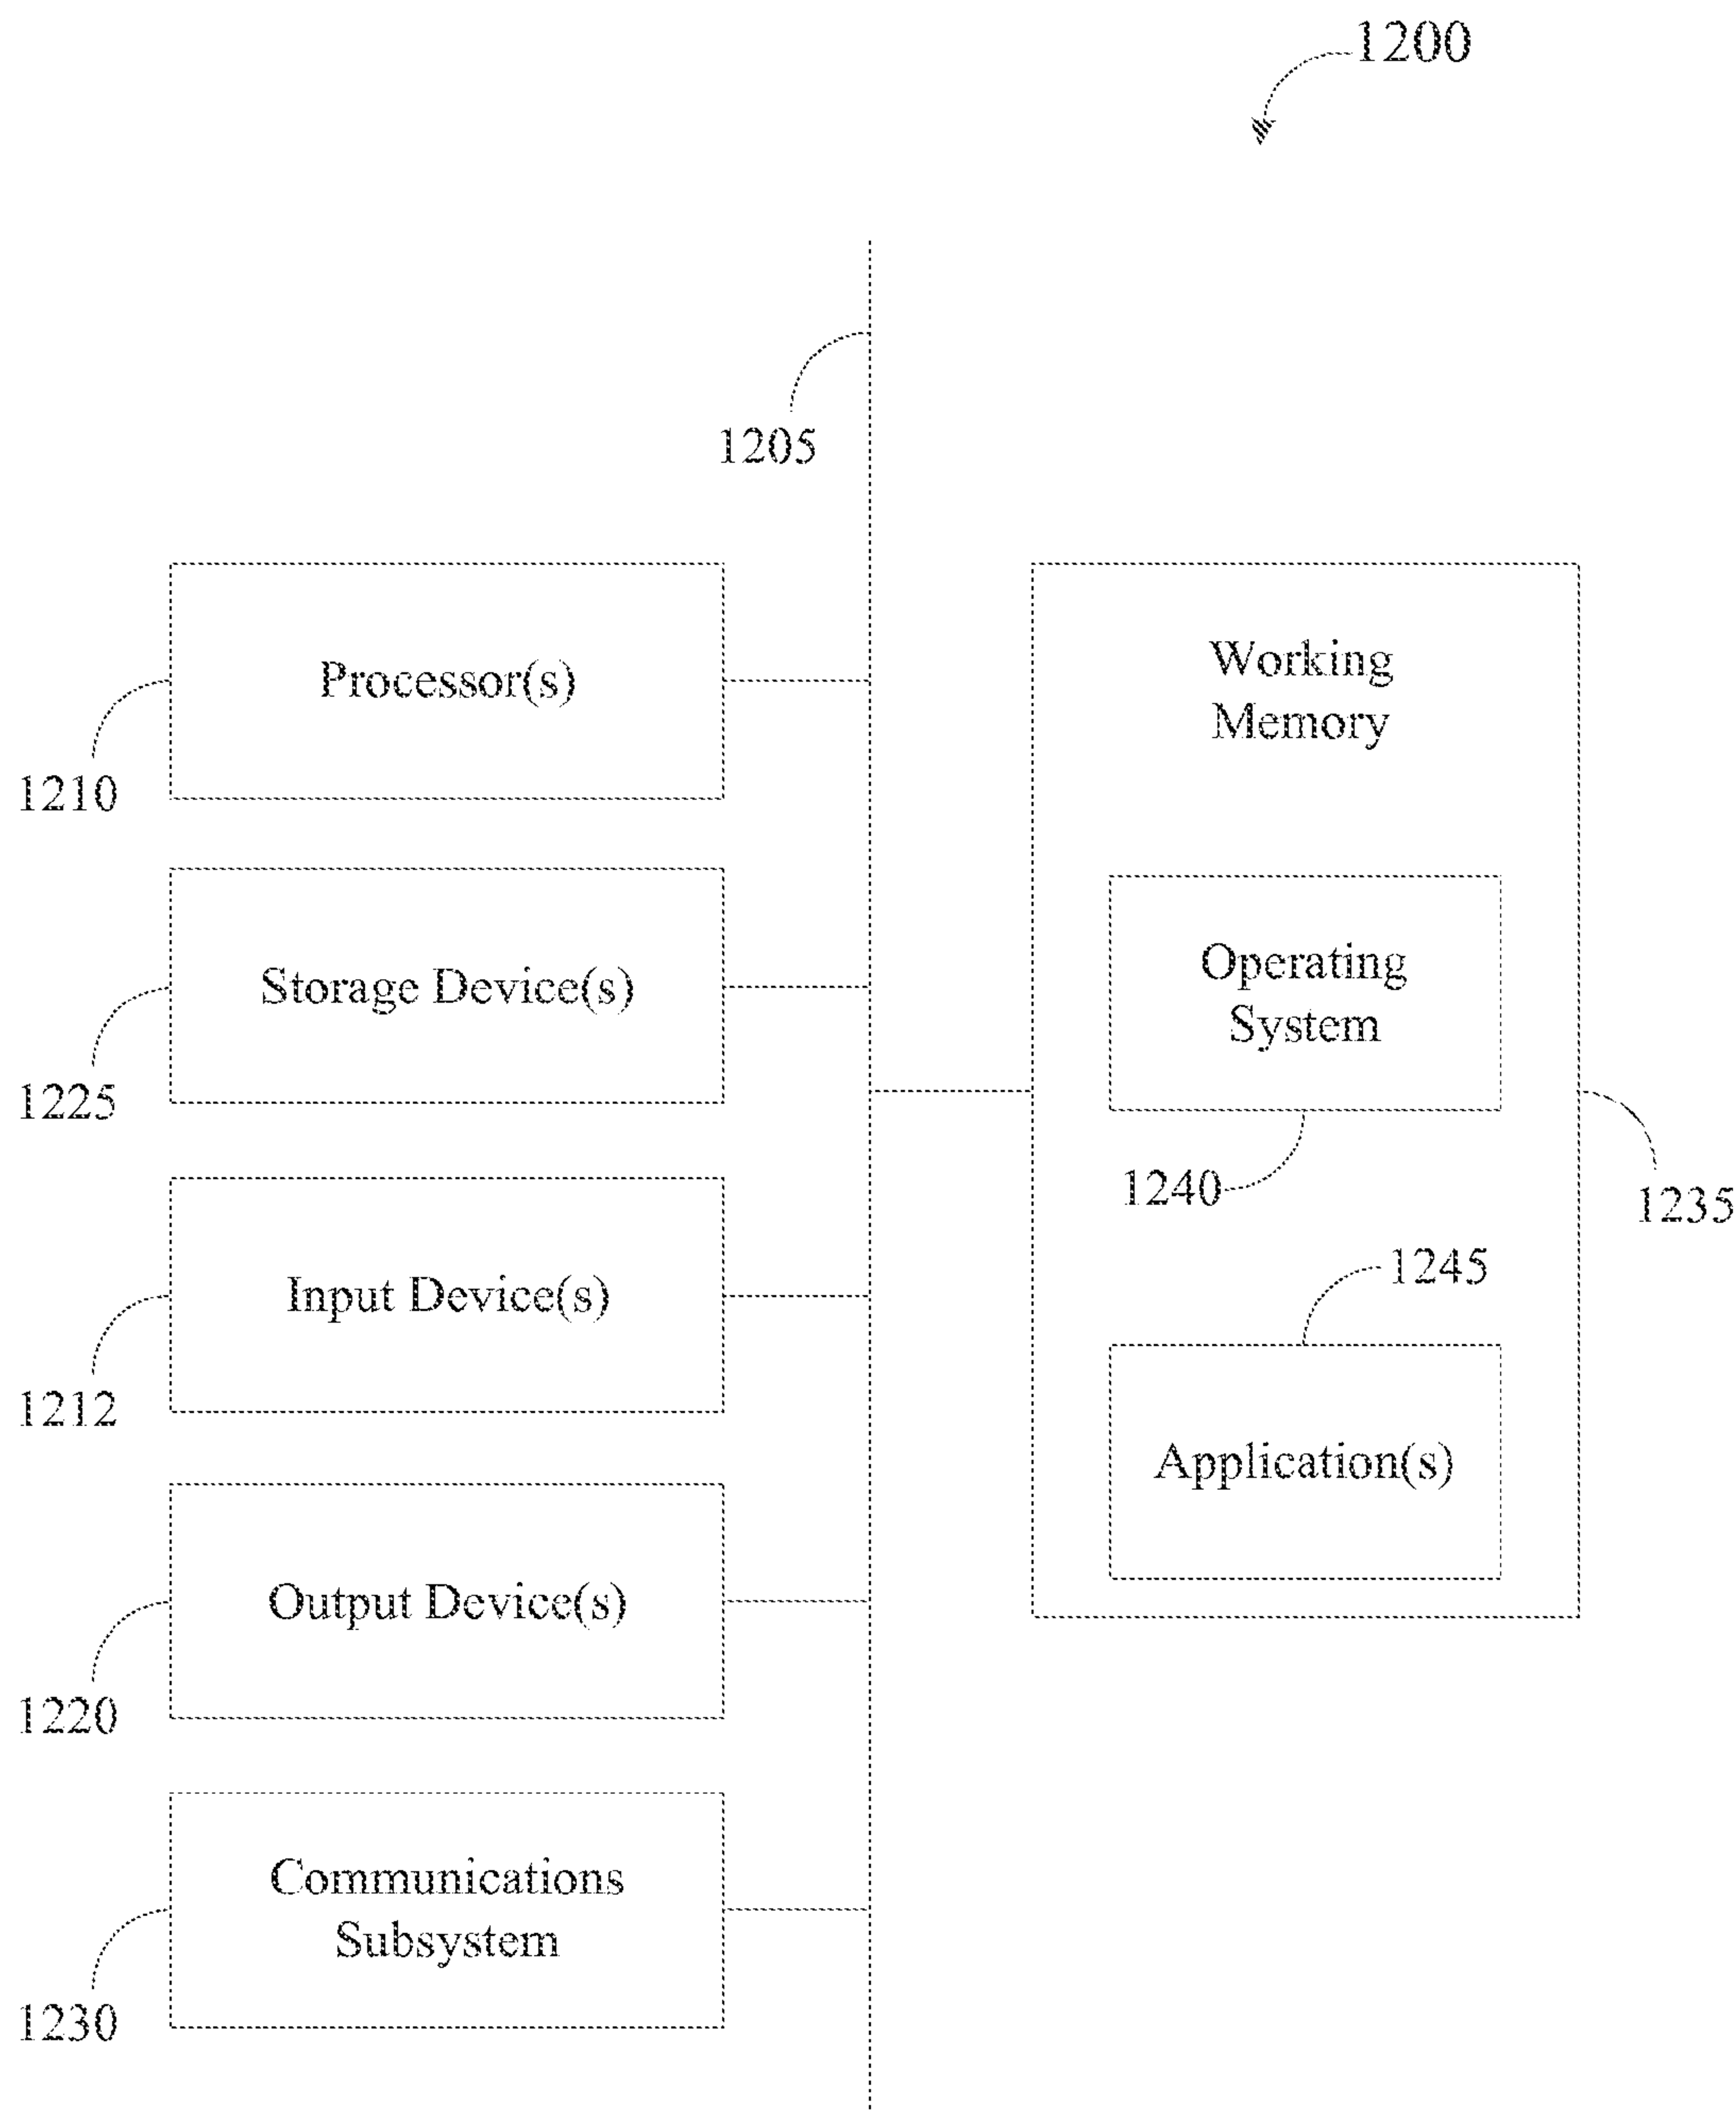 1200
1205
Processor(s)
1210
Storage Device(s)
1225
Input Device(s)
1212
Output Device(s)
1220
Communications
Subsystem
1230
Working
Memory
Operating
System
1240
1235
1245
Application(s)